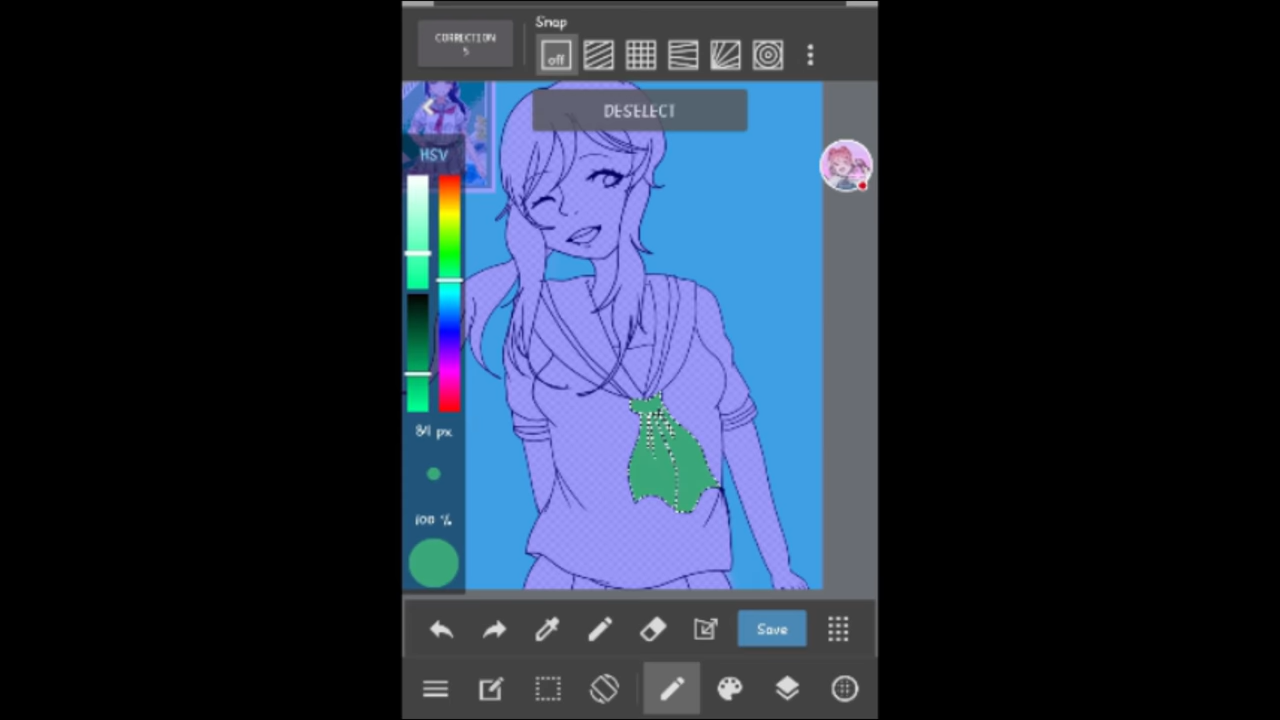 Snap
CORRECTION
5
off
DESELECT
HSV
84 px
100 %
Save